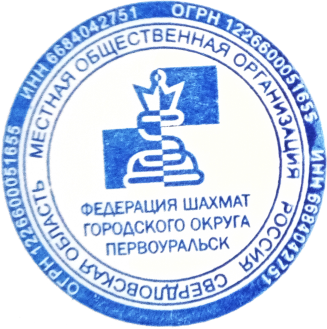 ИНН 6684042751 ОГРН 1226600051655 ИНН 6684042751 ОГРН 1226600051655
МЕСТНАЯ ОБЩЕСТВЕННАЯ ОРГАНИЗАЦИЯ
РОССИЯ СВЕРДЛОВСКАЯ ОБЛАСТЬ
ФЕДЕРАЦИЯ ШАХМАТ
ГОРОДСКОГО ОКРУГА
ПЕРВОУРАЛЬСК